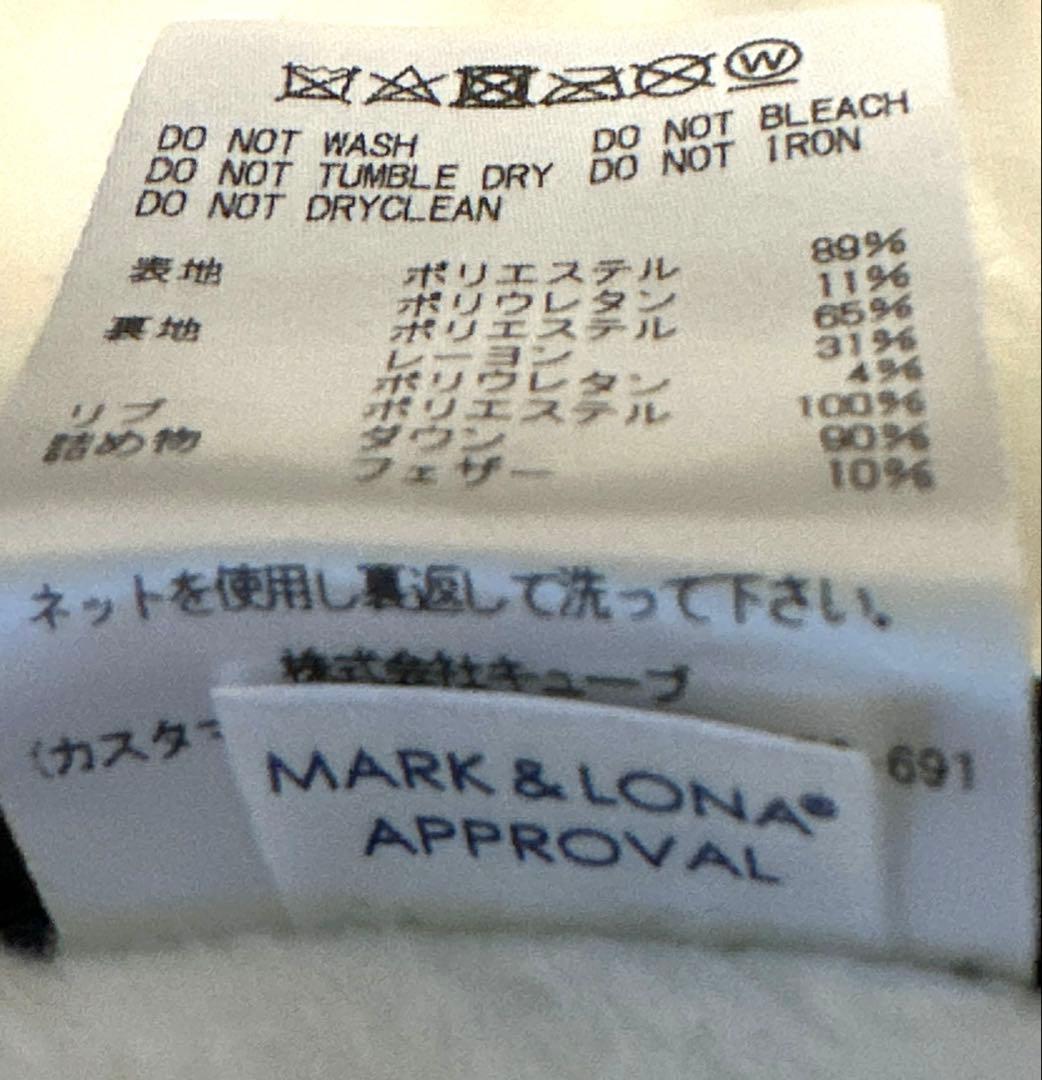 W
DO NOT WASH DO NOT BLEACH
DO NOT TUMBLE DRY DO NOT IRON
DO NOT DRYCLEAN
表地 ポリエステル 89%
ポリウレタン 11%
裏地 ポリエステル 65%
レーヨン 31%
ポリウレタン 4%
リブ ポリエステル 100%
詰め物 ダウン 90%
フェザー 10%
ネットを使用し裏返して洗って下さい。
株式会社キューブ
(カスタマ 691
MARK & LONA®
APPROVAL